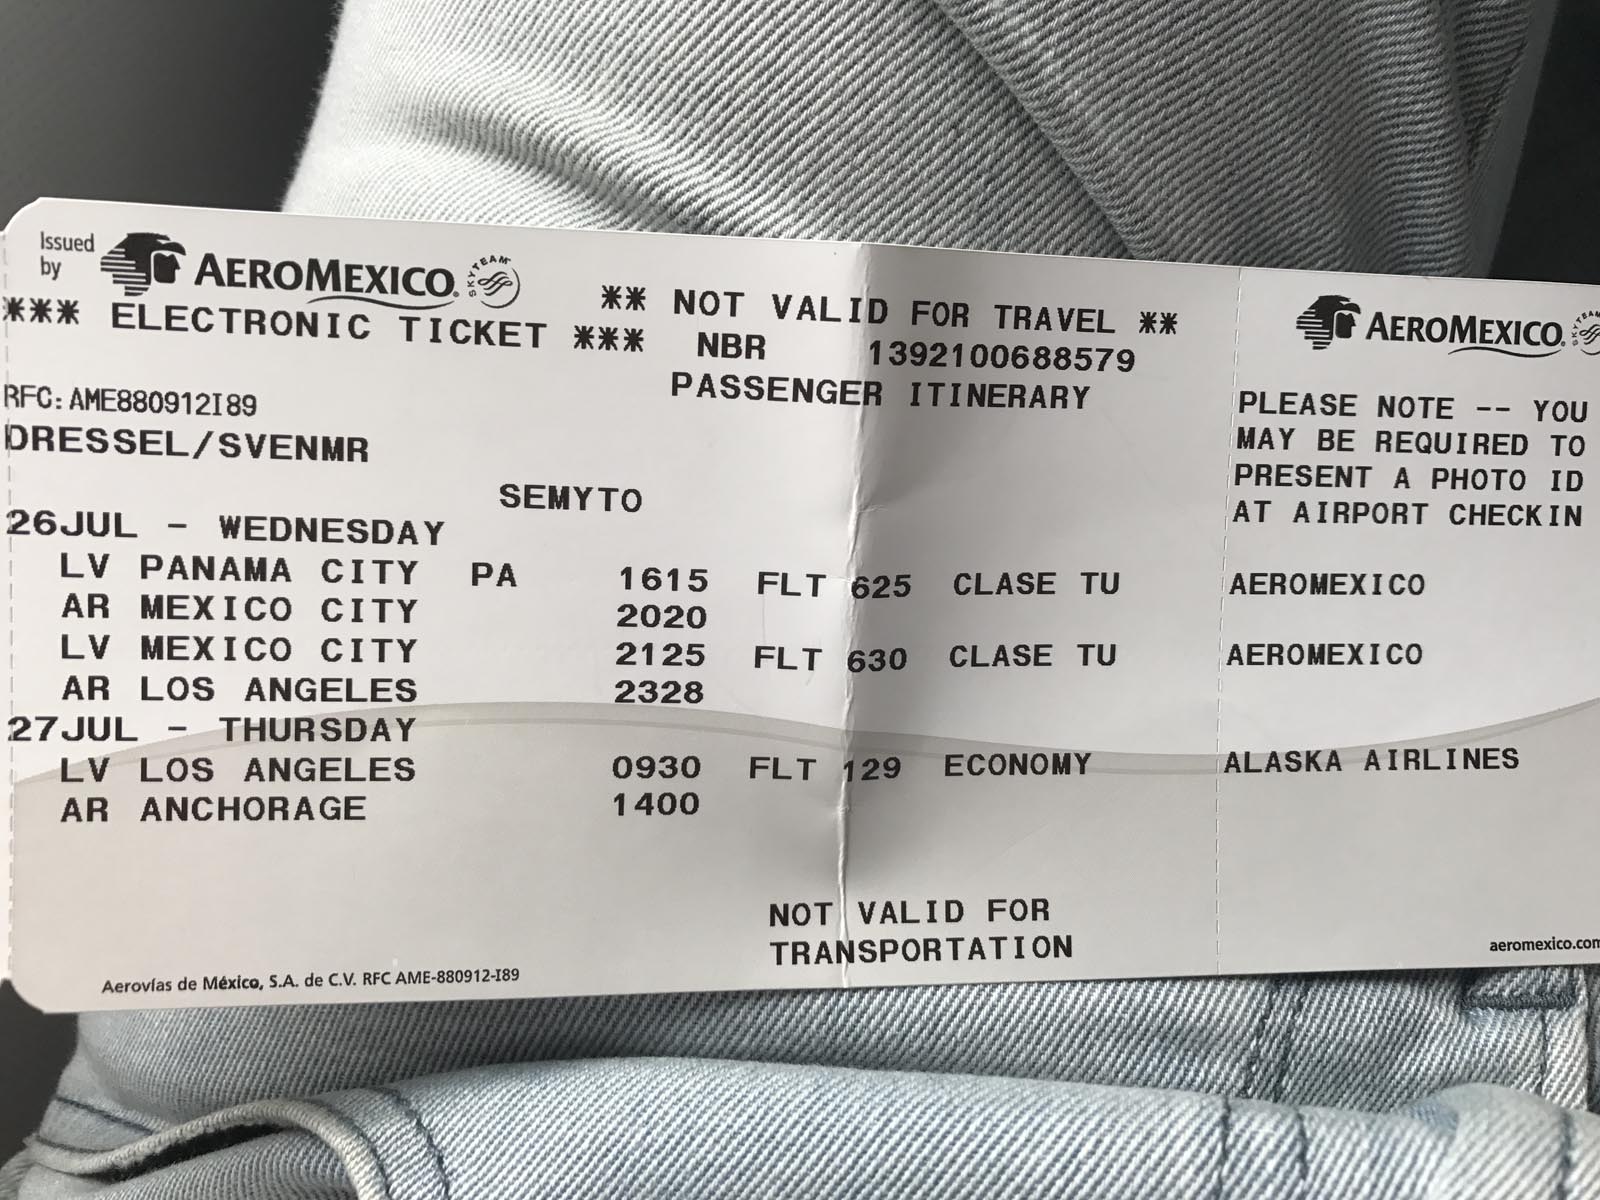 Issued
by
AEROMEXICO. SKYTEAM
*** ELECTRONIC TICKET ***
** NOT VALID FOR TRAVEL **
NBR 1392100688579
PASSENGER ITINERARY
RFC:AME880912I89
DRESSEL/SVENMR
SEMYTO
26JUL - WEDNESDAY
LV PANAMA CITY PA 1615 FLT 625 CLASE TU AEROMEXICO
AR MEXICO CITY 2020
LV MEXICO CITY 2125 FLT 630 CLASE TU AEROMEXICO
AR LOS ANGELES 2328
27JUL - THURSDAY
LV LOS ANGELES 0930 FLT 129 ECONOMY ALASKA AIRLINES
AR ANCHORAGE 1400
NOT VALID FOR
TRANSPORTATION
Aerovías de México, S.A. de C.V. RFC AME-880912-I89
AEROMEXICO.
PLEASE NOTE -- YOU
MAY BE REQUIRED TO
PRESENT A PHOTO ID
AT AIRPORT CHECKIN
aeromexico.com